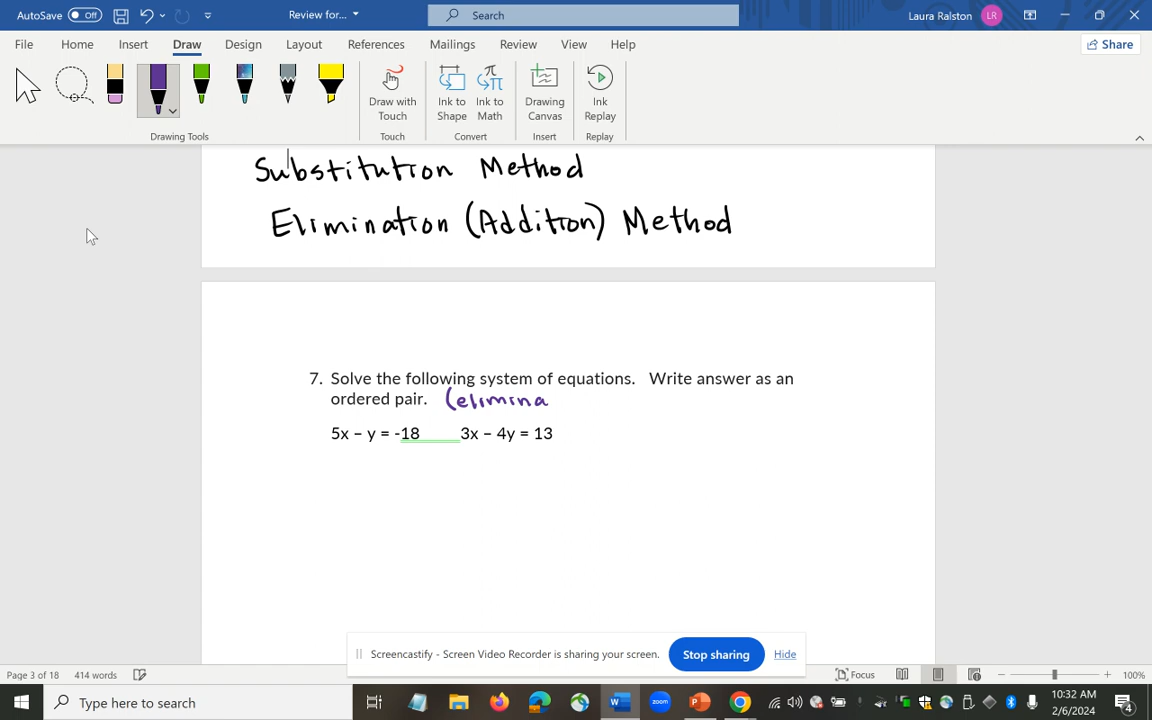 AutoSave Off Review for... Search Laura Ralston LR
File Home Insert Draw Design Layout References Mailings Review View Help Share
Draw with Touch Ink to Shape Ink to Math Drawing Canvas Ink Replay
Drawing Tools Touch Convert Insert Replay
Substitution Method
Elimination (Addition) Method
7. Solve the following system of equations. Write answer as an
ordered pair. (elimina
5x – y = -18 3x – 4y = 13
Screencastify - Screen Video Recorder is sharing your screen. Stop sharing Hide
Page 3 of 18 414 words Focus 100%
Type here to search zoom 10:32 AM
2/6/2024 4